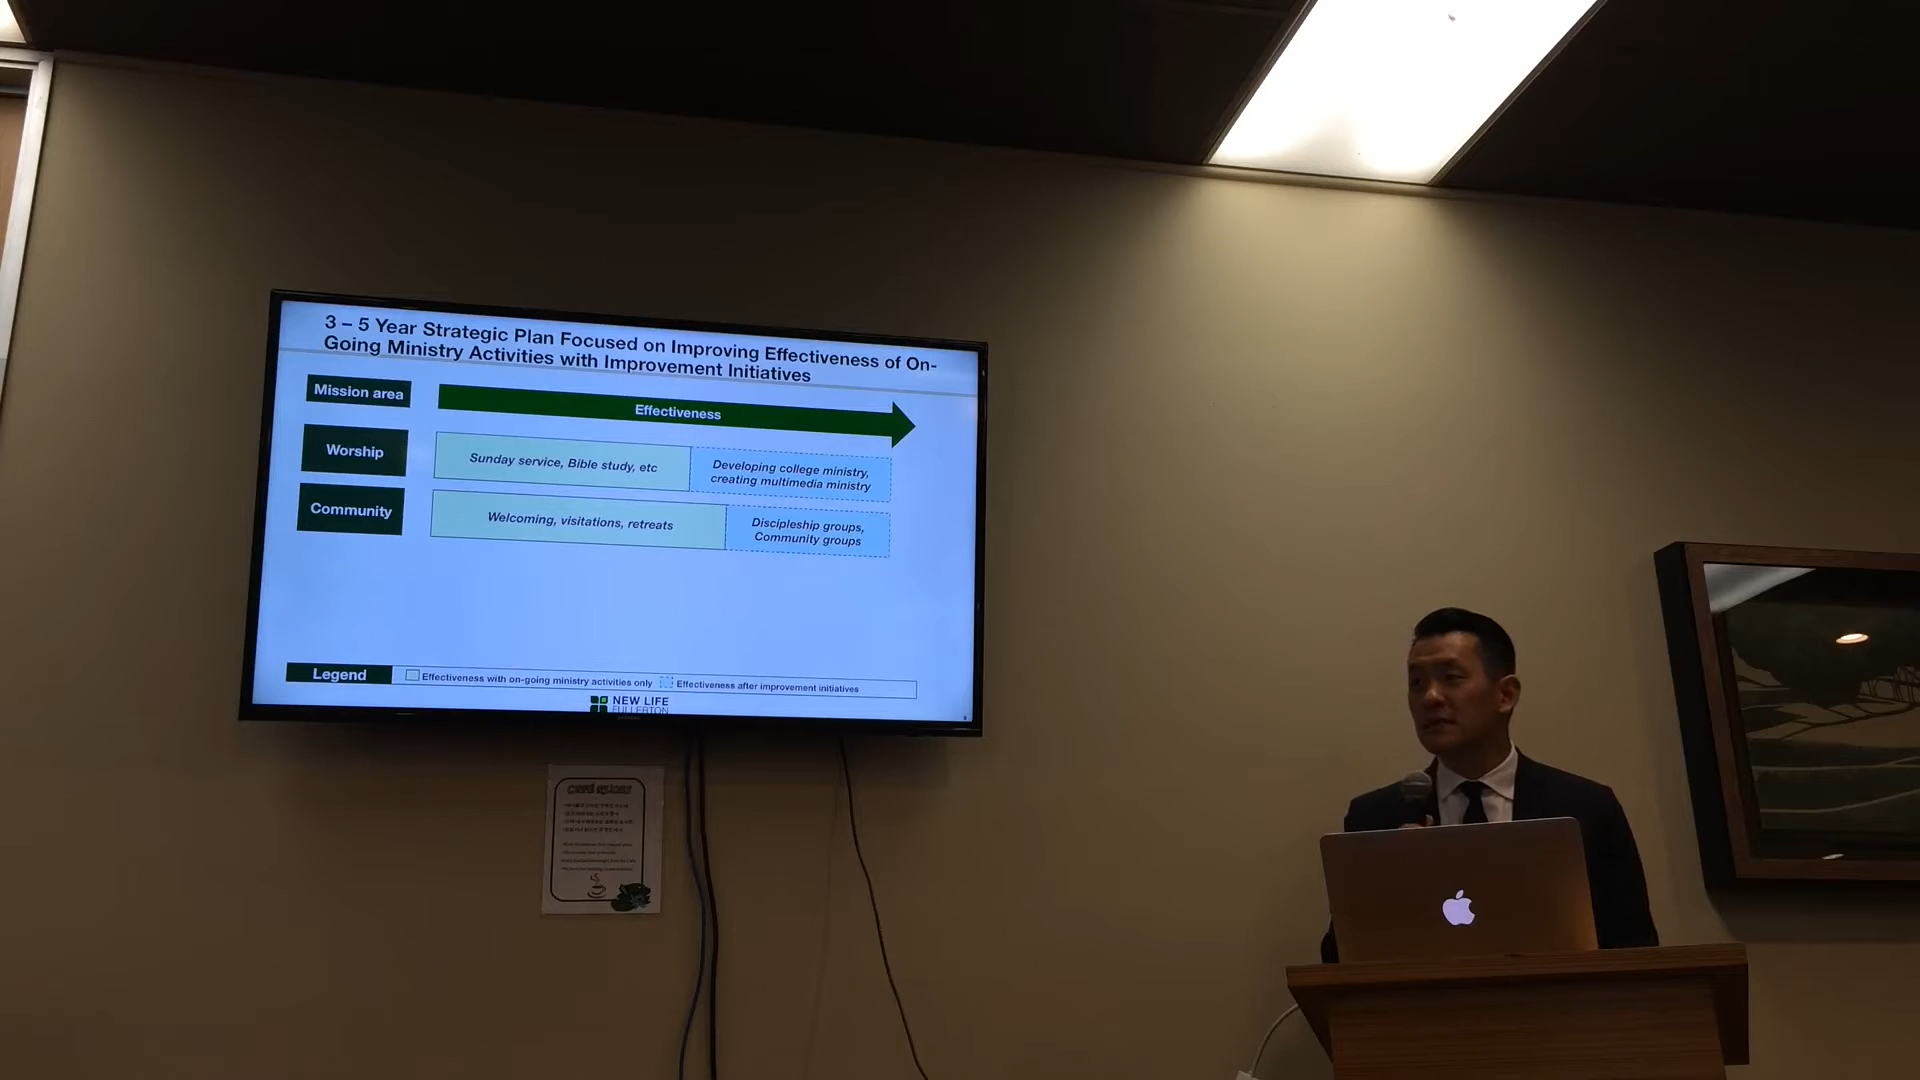 3 – 5 Year Strategic Plan Focused on Improving Effectiveness of On-
Going Ministry Activities with Improvement Initiatives
Mission area
Effectiveness
Worship
Sunday service, Bible study, etc
Developing college ministry,
creating multimedia ministry
Community
Welcoming, visitations, retreats
Discipleship groups,
Community groups
Legend
Effectiveness with on-going ministry activities only
Effectiveness after improvement initiatives
NEW LIFE
FULLERTON